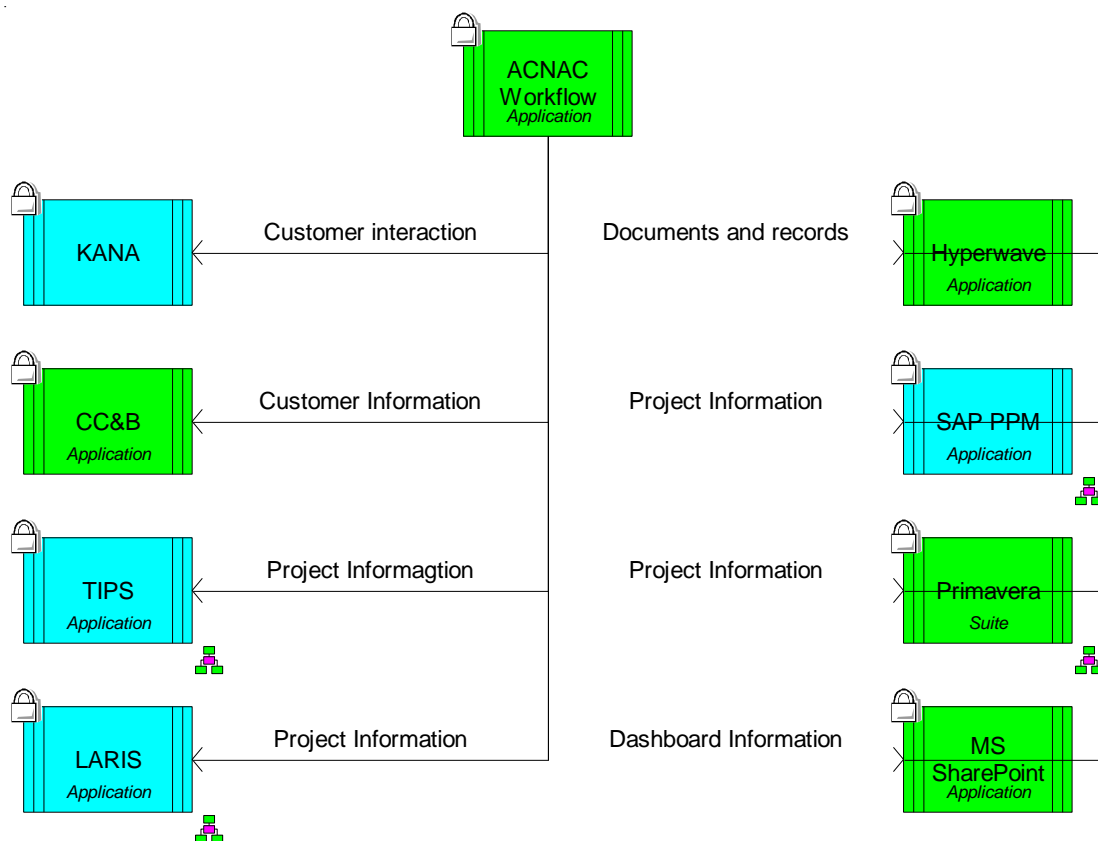 ACNAC
Workflow
Application
KANA
Customer interaction
Documents and records
Hyperwave
Application
CC&B
Application
Customer Information
Project Information
SAP PPM
Application
TIPS
Application
Project Informagtion
Project Information
Primavera
Suite
LARIS
Application
Project Information
Dashboard Information
MS
SharePoint
Application